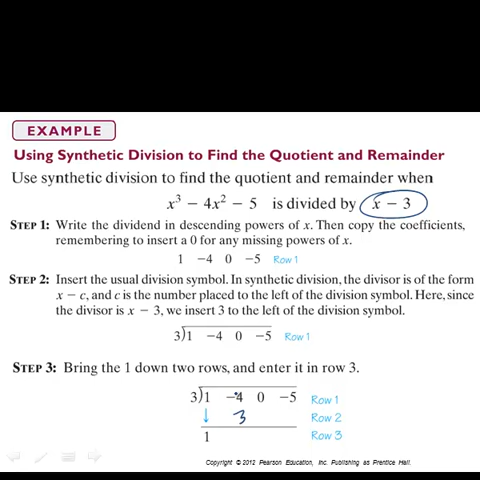 EXAMPLE
Using Synthetic Division to Find the Quotient and Remainder
Use synthetic division to find the quotient and remainder when
x³ − 4x² − 5 is divided by x − 3
STEP 1: Write the dividend in descending powers of x. Then copy the coefficients,
remembering to insert a 0 for any missing powers of x.
1 −4 0 −5 Row 1
STEP 2: Insert the usual division symbol. In synthetic division, the divisor is of the form
x − c, and c is the number placed to the left of the division symbol. Here, since
the divisor is x − 3, we insert 3 to the left of the division symbol.
3)1 −4 0 −5 Row 1
STEP 3: Bring the 1 down two rows, and enter it in row 3.
3)1 −4 0 −5 Row 1
↓ 3 Row 2
1 Row 3
Copyright © 2012 Pearson Education, Inc. Publishing as Prentice Hall.